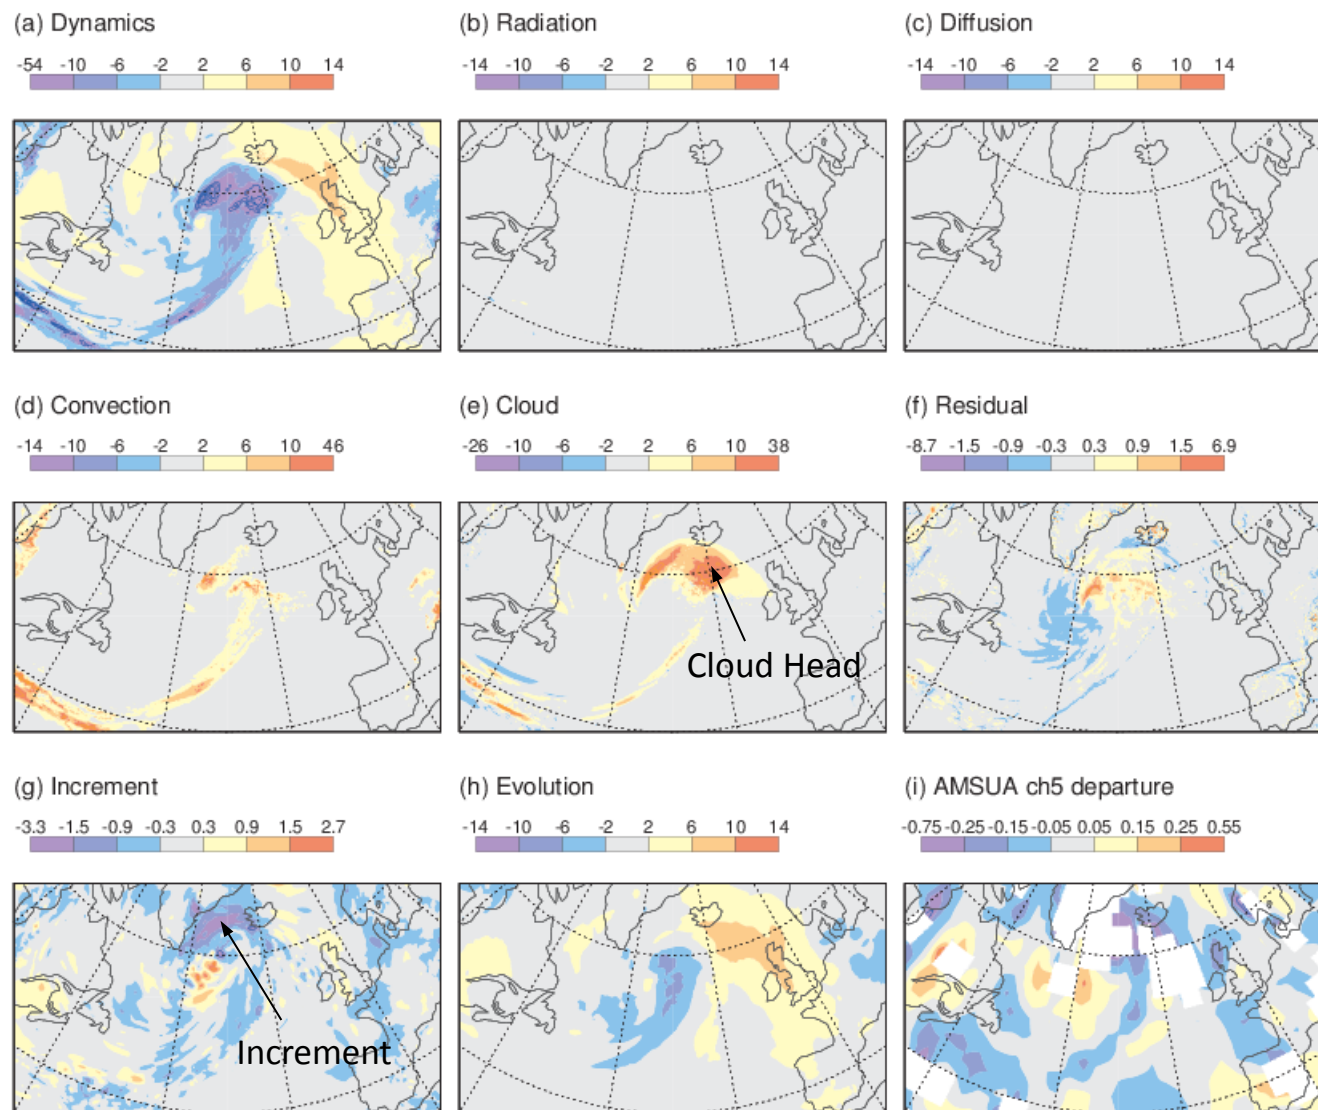 (a) Dynamics
(b) Radiation
(c) Diffusion
-54 -10 -6 -2 2 6 10 14
-14 -10 -6 -2 2 6 10 14
-14 -10 -6 -2 2 6 10 14
(d) Convection
(e) Cloud
(f) Residual
-14 -10 -6 -2 2 6 10 46
-26 -10 -6 -2 2 6 10 38
-8.7 -1.5 -0.9 -0.3 0.3 0.9 1.5 6.9
Cloud Head
(g) Increment
(h) Evolution
(i) AMSUA ch5 departure
-3.3 -1.5 -0.9 -0.3 0.3 0.9 1.5 2.7
-14 -10 -6 -2 2 6 10 14
-0.75 -0.25 -0.15 -0.05 0.05 0.15 0.25 0.55
Increment